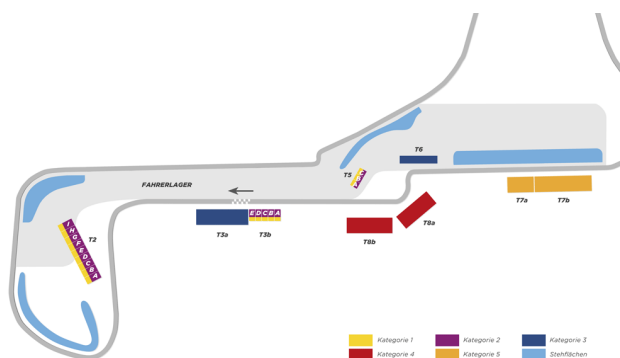 T6
T5
FAHRERLAGER
T7a
T7b
E D C B A
T8a
T3a
T3b
T8b
T2
I
H
G
F
E
D
C
B
A
Kategorie 1
Kategorie 2
Kategorie 3
Kategorie 4
Kategorie 5
Stehflächen